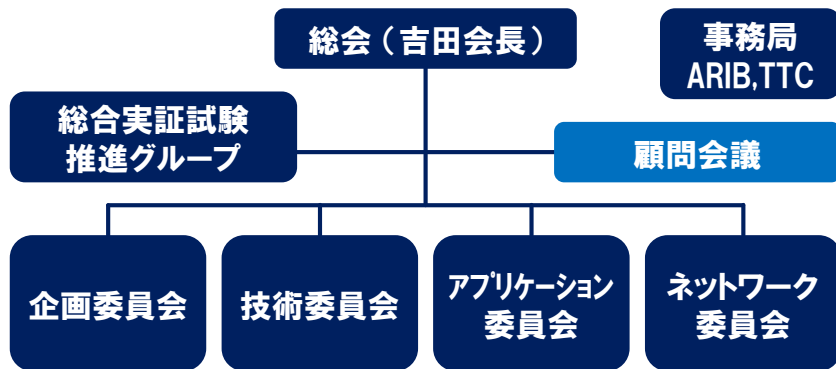 総会（吉田会長）
事務局
ARIB,TTC
総合実証試験
推進グループ
顧問会議
企画委員会
技術委員会
アプリケーション
委員会
ネットワーク
委員会